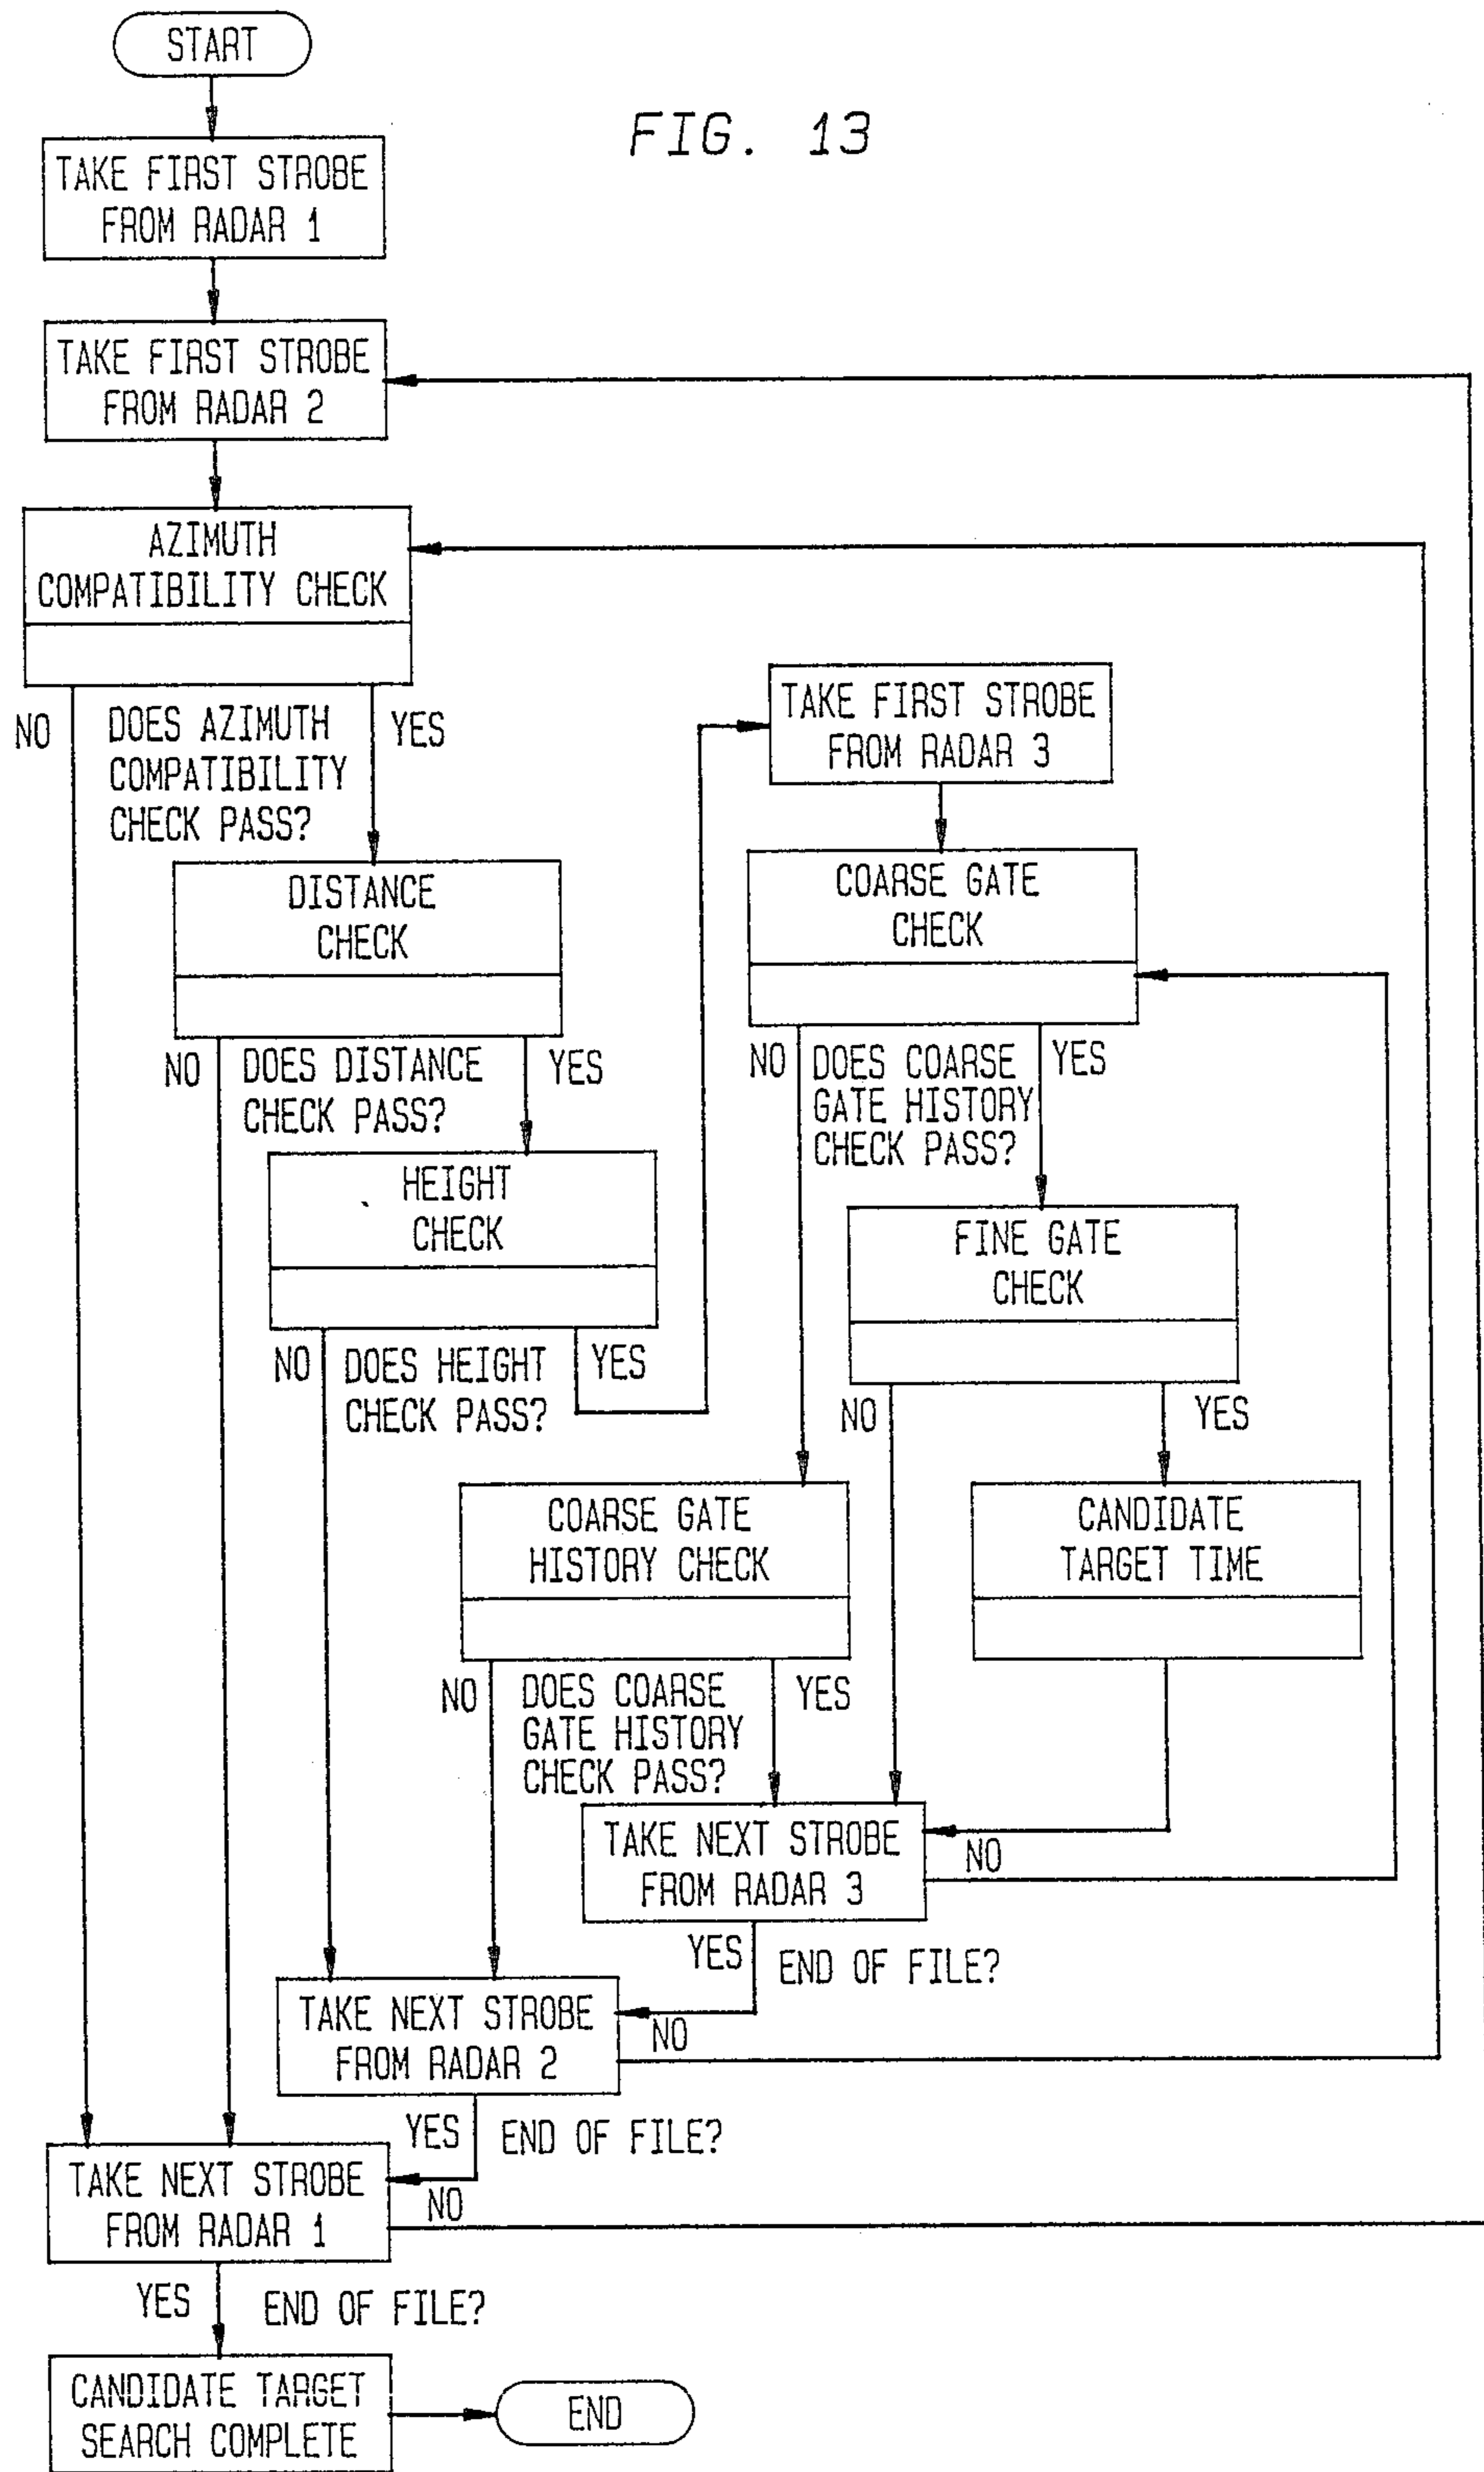 START
FIG. 13
TAKE FIRST STROBE
FROM RADAR 1
TAKE FIRST STROBE
FROM RADAR 2
AZIMUTH
COMPATIBILITY CHECK
NO
DOES AZIMUTH
COMPATIBILITY
CHECK PASS?
YES
TAKE FIRST STROBE
FROM RADAR 3
DISTANCE
CHECK
COARSE GATE
CHECK
NO
DOES DISTANCE
CHECK PASS?
YES
NO
DOES COARSE
GATE HISTORY
CHECK PASS?
YES
HEIGHT
CHECK
FINE GATE
CHECK
NO
DOES HEIGHT
CHECK PASS?
YES
NO
YES
COARSE GATE
HISTORY CHECK
CANDIDATE
TARGET TIME
NO
DOES COARSE
GATE HISTORY
CHECK PASS?
YES
TAKE NEXT STROBE
FROM RADAR 3
NO
YES
END OF FILE?
TAKE NEXT STROBE
FROM RADAR 2
NO
YES
END OF FILE?
TAKE NEXT STROBE
FROM RADAR 1
NO
YES
END OF FILE?
CANDIDATE TARGET
SEARCH COMPLETE
END